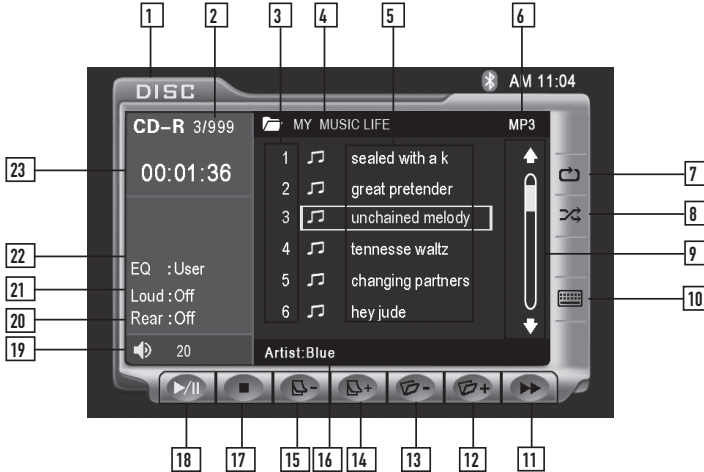 1 2 3 4 5 6
AM 11:04
DISC
CD-R 3/999
MY MUSIC LIFE
MP3
23
00:01:36
1 sealed with a k
2 great pretender
3 unchained melody
4 tennesse waltz
5 changing partners
6 hey jude
7
8
9
10
22
EQ :User
21
Loud :Off
20
Rear :Off
19
20
Artist:Blue
▶/II ■ - + - + ▶▶
18 17 15 16 14 13 12 11